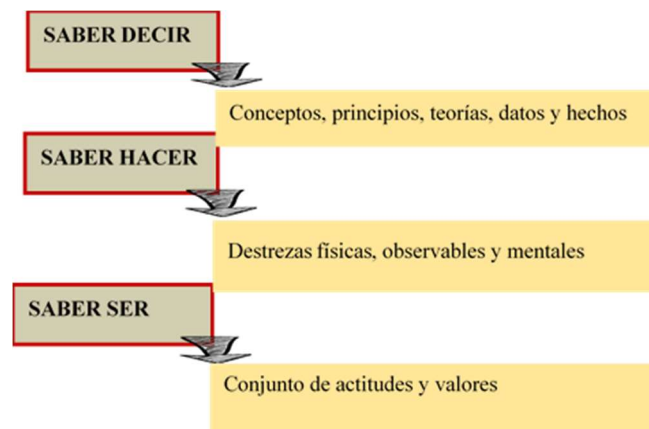 SABER DECIR
Conceptos, principios, teorías, datos y hechos
SABER HACER
Destrezas físicas, observables y mentales
SABER SER
Conjunto de actitudes y valores